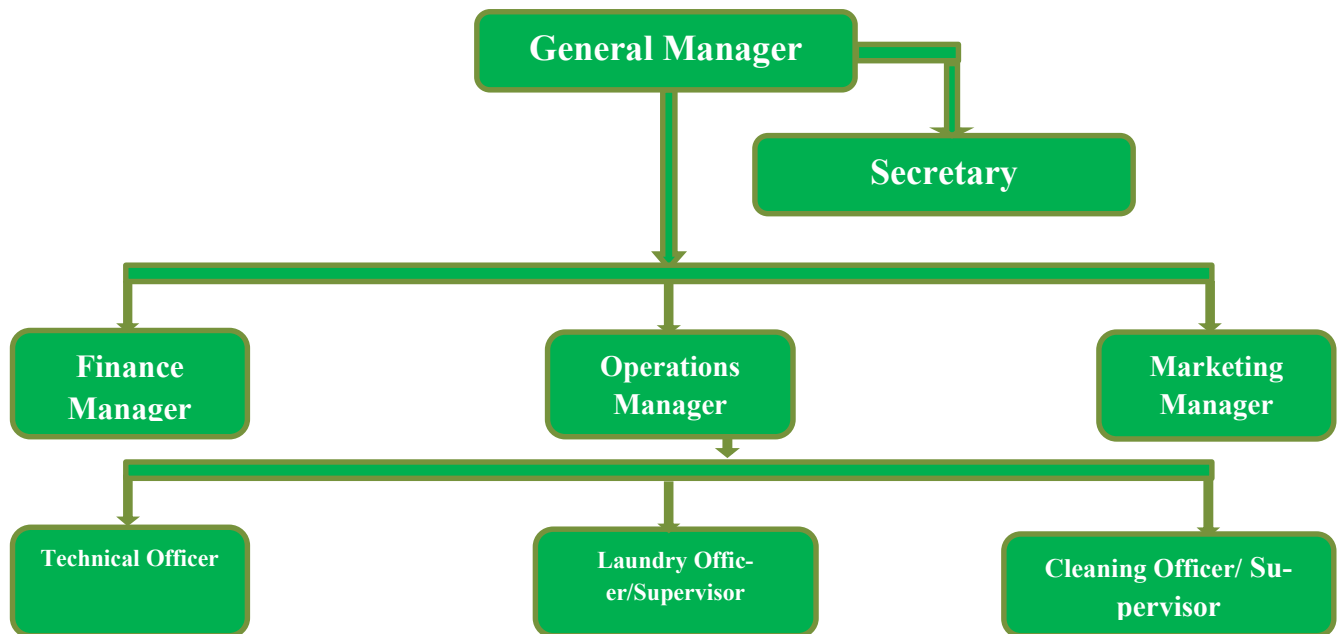 General Manager
Secretary
Finance
Manager
Operations
Manager
Marketing
Manager
Technical Officer
Laundry Offic-
er/Supervisor
Cleaning Officer/ Su-
pervisor